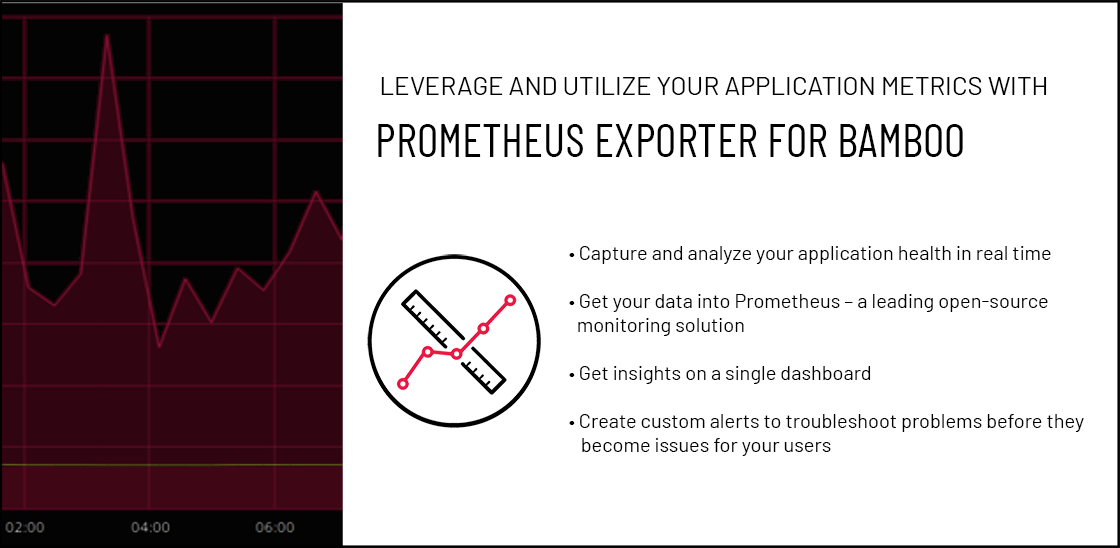 LEVERAGE AND UTILIZE YOUR APPLICATION METRICS WITH
PROMETHEUS EXPORTER FOR BAMBOO
• Capture and analyze your application health in real time
• Get your data into Prometheus – a leading open-source
monitoring solution
• Get insights on a single dashboard
• Create custom alerts to troubleshoot problems before they
become issues for your users
02:00 04:00 06:00